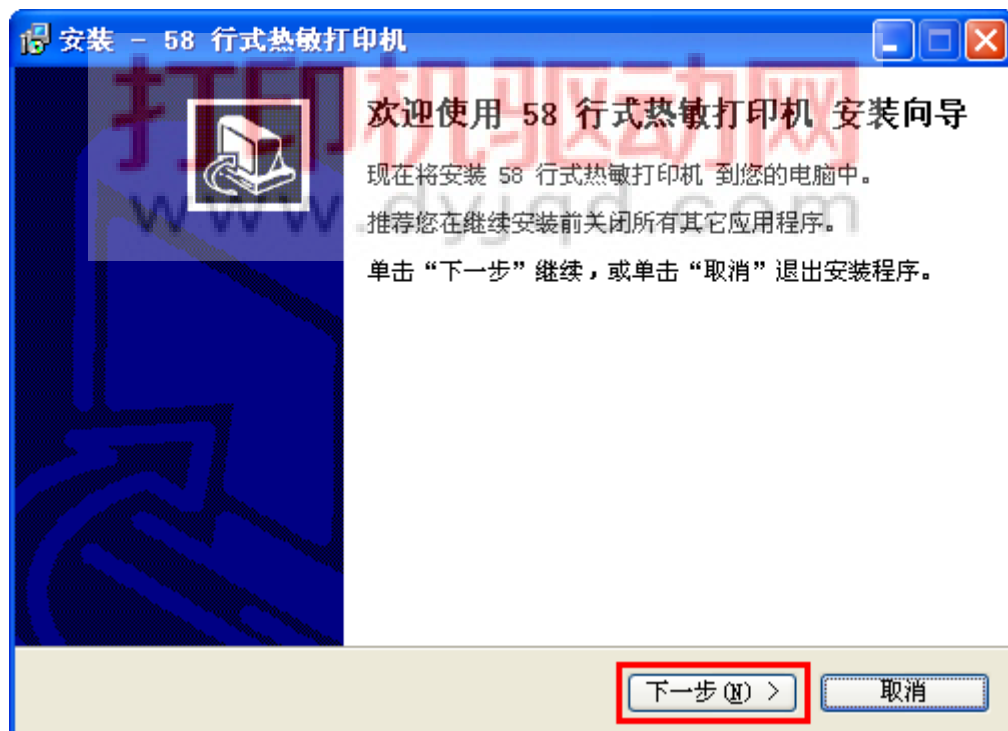 安装 - 58 行式热敏打印机
打印机驱动网
www.dyjqd.com
欢迎使用 58 行式热敏打印机 安装向导
现在将安装 58 行式热敏打印机 到您的电脑中。
推荐您在继续安装前关闭所有其它应用程序。
单击“下一步”继续，或单击“取消”退出安装程序。
下一步(N) >
取消